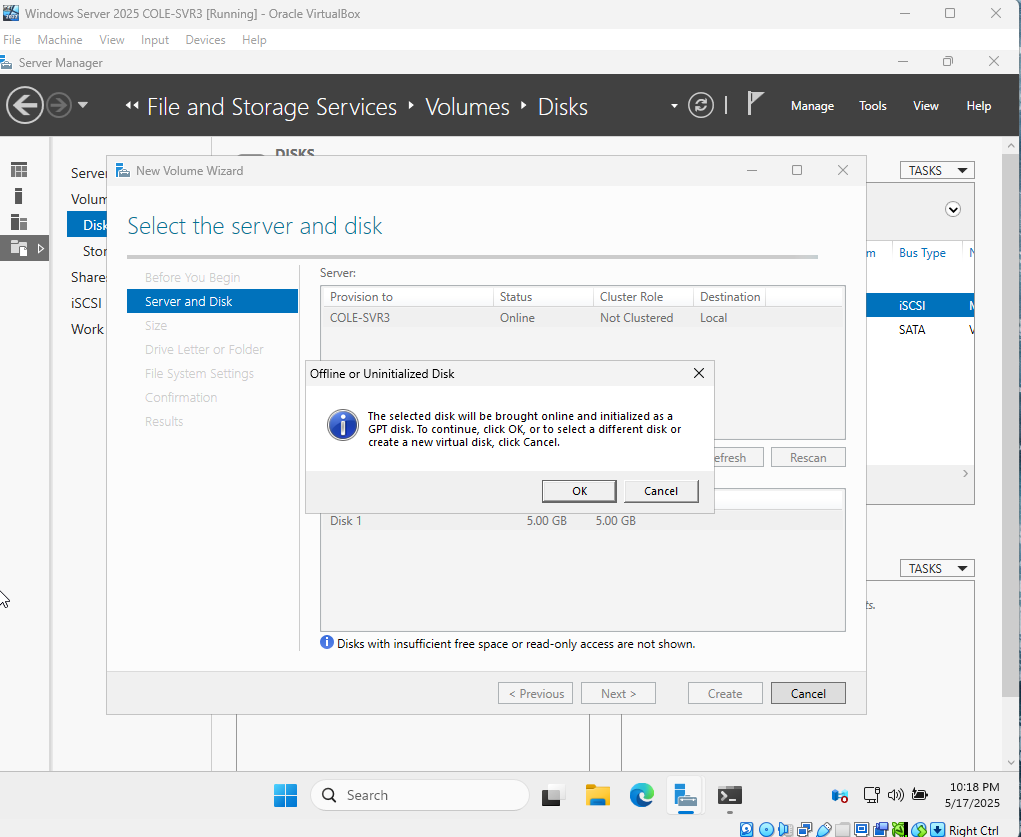 Windows Server 2025 COLE-SVR3 [Running] - Oracle VirtualBox
File Machine View Input Devices Help
Server Manager
File and Storage Services Volumes Disks
Manage Tools View Help
DISKS
TASKS
New Volume Wizard
Select the server and disk
Before You Begin
Server and Disk
Size
Drive Letter or Folder
File System Settings
Confirmation
Results
Shares
iSCSI
Work
Bus Type
iSCSI
SATA
Server:
Provision to Status Cluster Role Destination
COLE-SVR3 Online Not Clustered Local
Offline or Uninitialized Disk
The selected disk will be brought online and initialized as a
GPT disk. To continue, click OK, or to select a different disk or
create a new virtual disk, click Cancel.
OK Cancel
efresh Rescan
Disk 1 5.00 GB 5.00 GB
Disks with insufficient free space or read-only access are not shown.
TASKS
ts.
< Previous Next > Create Cancel
Search
10:18 PM
5/17/2025
Right Ctrl